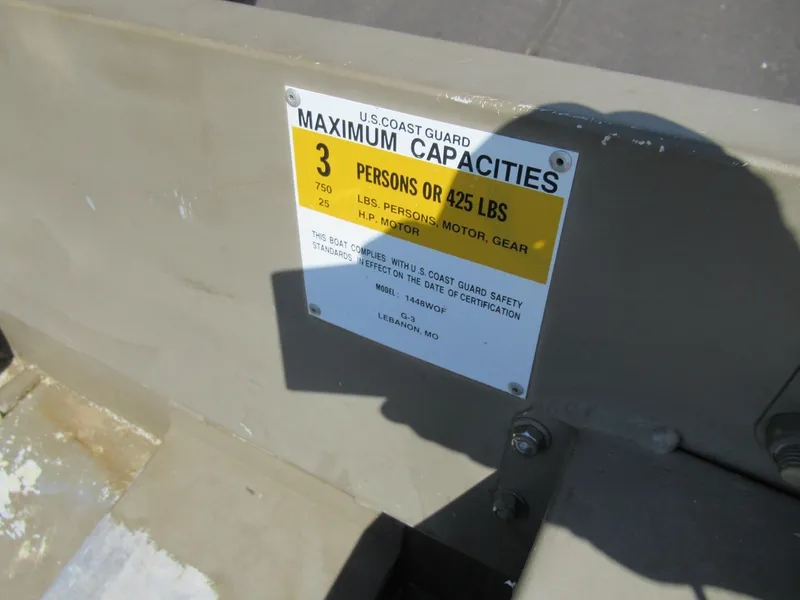 U.S.COAST GUARD
MAXIMUM CAPACITIES
3 PERSONS OR 425 LBS
750 LBS. PERSONS, MOTOR, GEAR
25 H.P. MOTOR
THIS BOAT COMPLIES WITH U.S. COAST GUARD SAFETY
STANDARDS IN EFFECT ON THE DATE OF CERTIFICATION
MODEL: 1448WOF
G-3
LEBANON, MO